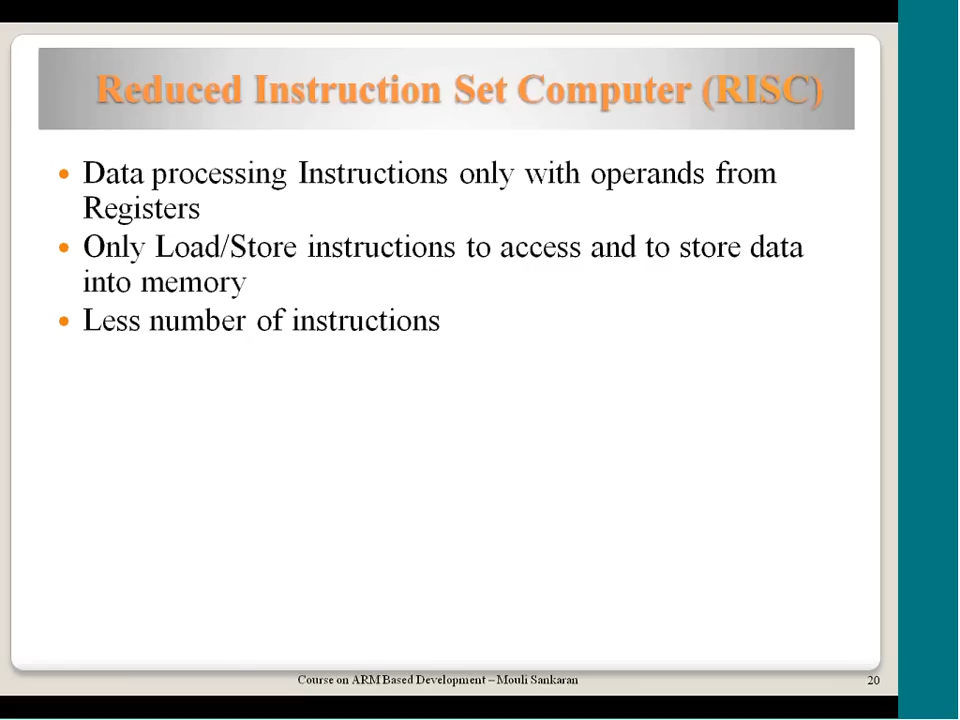 Reduced Instruction Set Computer (RISC)
• Data processing Instructions only with operands from
Registers
• Only Load/Store instructions to access and to store data
into memory
• Less number of instructions
Course on ARM Based Development – Mouli Sankaran
20